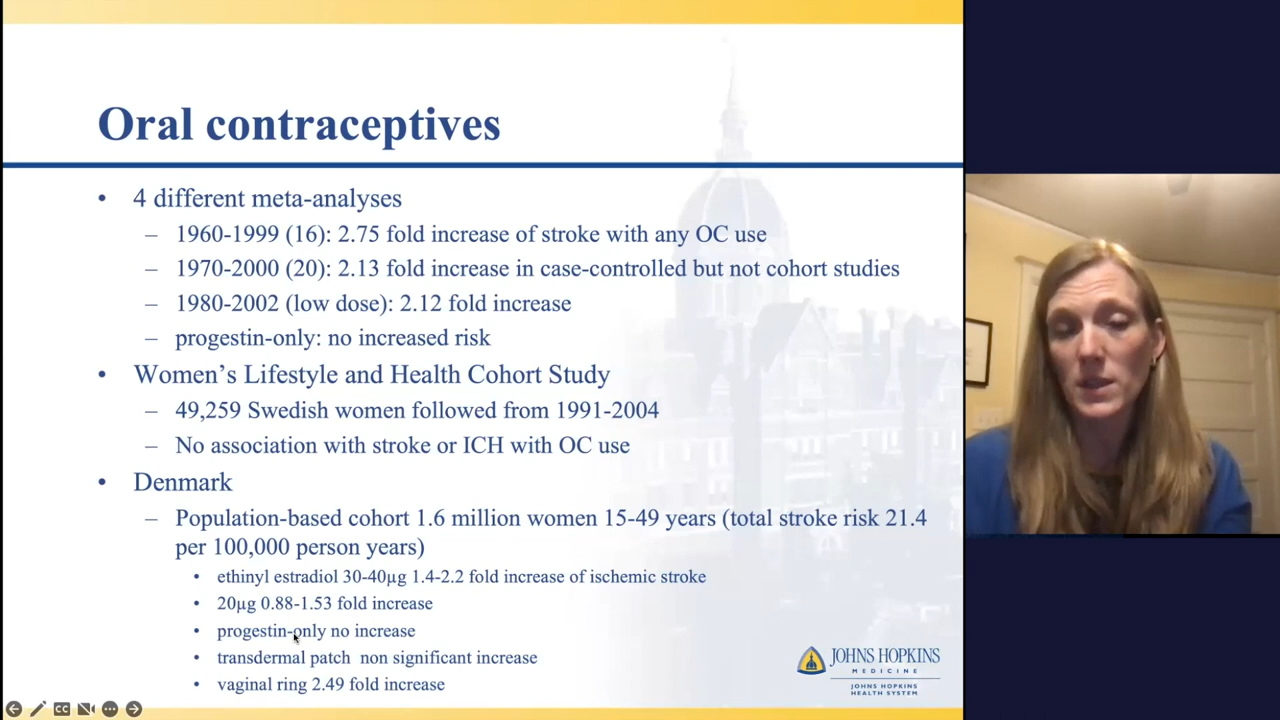 Oral contraceptives
• 4 different meta-analyses
– 1960-1999 (16): 2.75 fold increase of stroke with any OC use
– 1970-2000 (20): 2.13 fold increase in case-controlled but not cohort studies
– 1980-2002 (low dose): 2.12 fold increase
– progestin-only: no increased risk
• Women’s Lifestyle and Health Cohort Study
– 49,259 Swedish women followed from 1991-2004
– No association with stroke or ICH with OC use
• Denmark
– Population-based cohort 1.6 million women 15-49 years (total stroke risk 21.4
per 100,000 person years)
• ethinyl estradiol 30-40µg 1.4-2.2 fold increase of ischemic stroke
• 20µg 0.88-1.53 fold increase
• progestin-only no increase
• transdermal patch non significant increase
• vaginal ring 2.49 fold increase
JOHNS HOPKINS
MEDICINE
JOHNS HOPKINS
HEALTH SYSTEM
CC